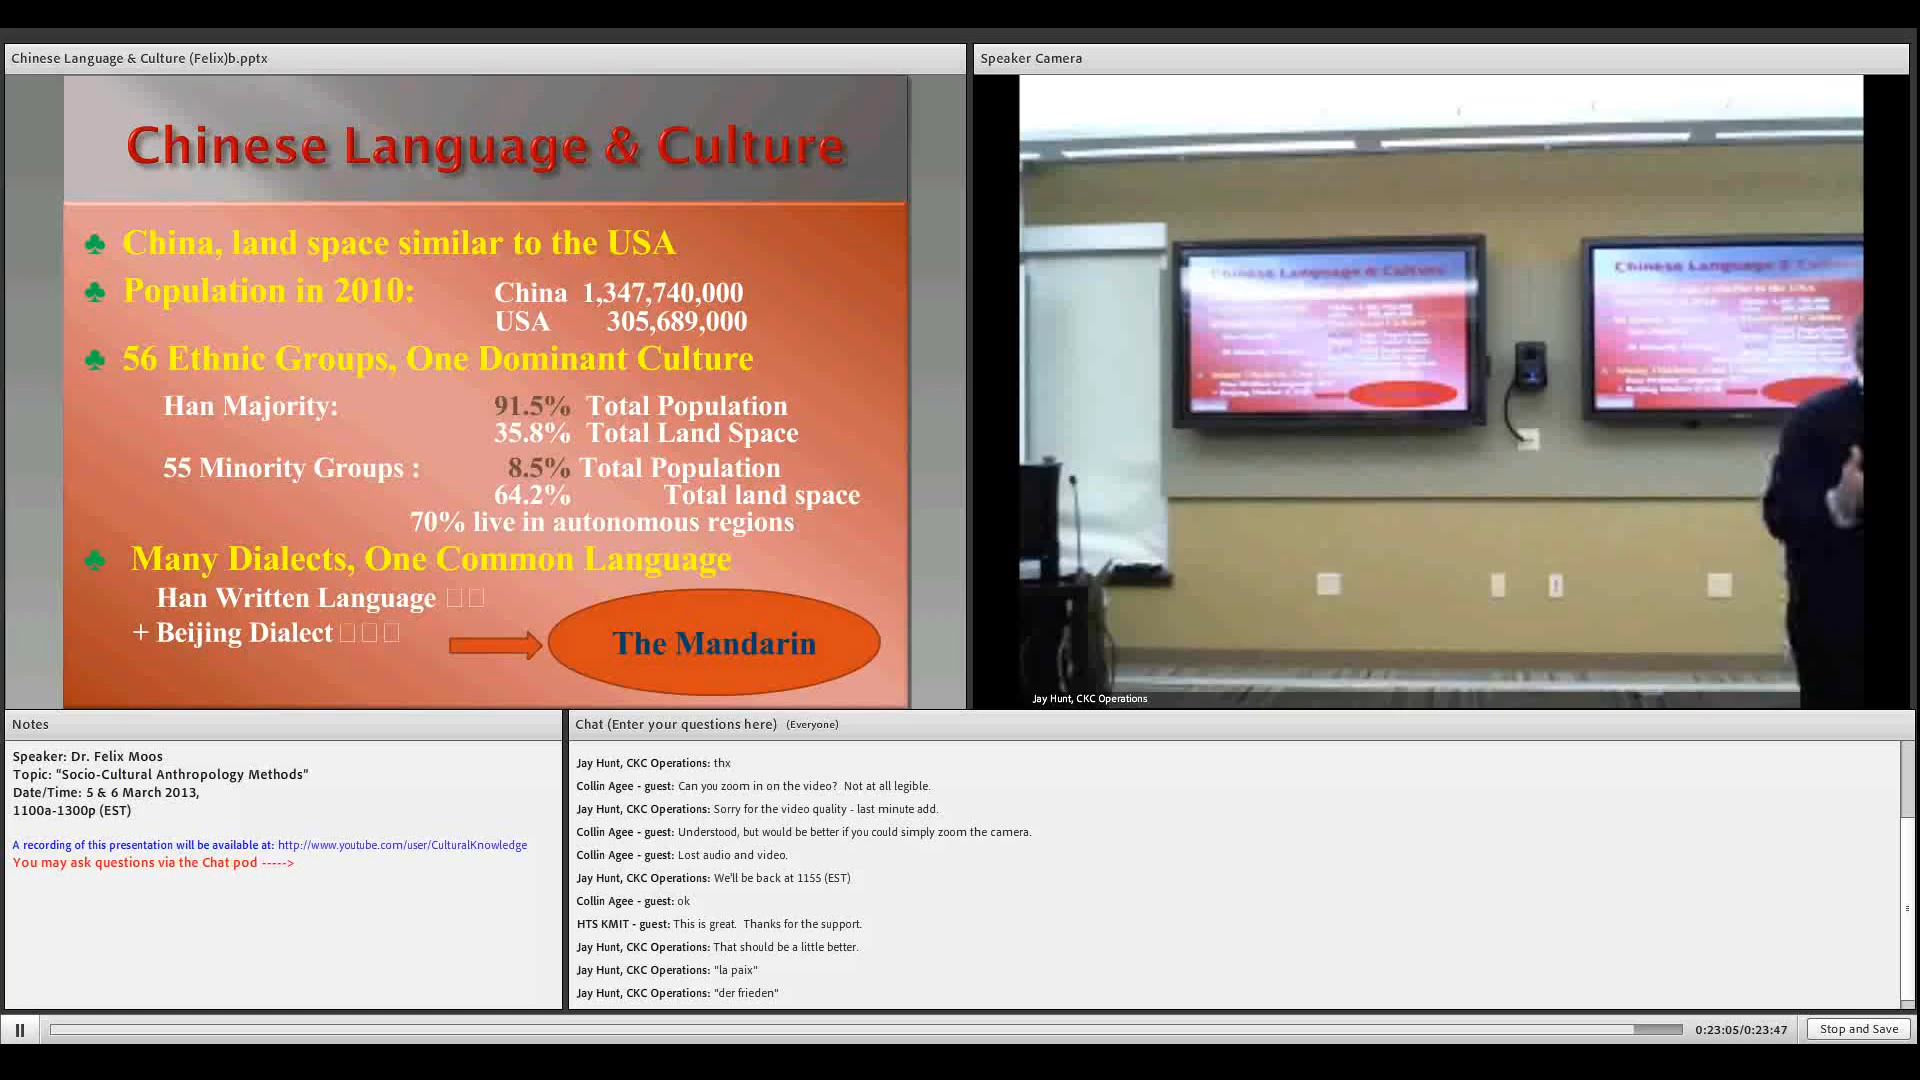 Chinese Language & Culture (Felix)b.pptx
Chinese Language & Culture
China, land space similar to the USA
Population in 2010: China 1,347,740,000
USA 305,689,000
56 Ethnic Groups, One Dominant Culture
Han Majority: 91.5% Total Population
35.8% Total Land Space
55 Minority Groups : 8.5% Total Population
64.2% Total land space
70% live in autonomous regions
Many Dialects, One Common Language
Han Written Language
+ Beijing Dialect
The Mandarin
Speaker Camera
Chinese Language & Culture
Chinese Language &
Jay Hunt, CKC Operations
Notes
Speaker: Dr. Felix Moos
Topic: "Socio-Cultural Anthropology Methods"
Date/Time: 5 & 6 March 2013,
1100a-1300p (EST)
A recording of this presentation will be available at: http://www.youtube.com/user/CulturalKnowledge
You may ask questions via the Chat pod ----->
Chat (Enter your questions here) (Everyone)
Jay Hunt, CKC Operations: thx
Collin Agee - guest: Can you zoom in on the video? Not at all legible.
Jay Hunt, CKC Operations: Sorry for the video quality - last minute add.
Collin Agee - guest: Understood, but would be better if you could simply zoom the camera.
Collin Agee - guest: Lost audio and video.
Jay Hunt, CKC Operations: We'll be back at 1155 (EST)
Collin Agee - guest: ok
HTS KMIT - guest: This is great. Thanks for the support.
Jay Hunt, CKC Operations: That should be a little better.
Jay Hunt, CKC Operations: "la paix"
Jay Hunt, CKC Operations: "der frieden"
0:23:05/0:23:47
Stop and Save